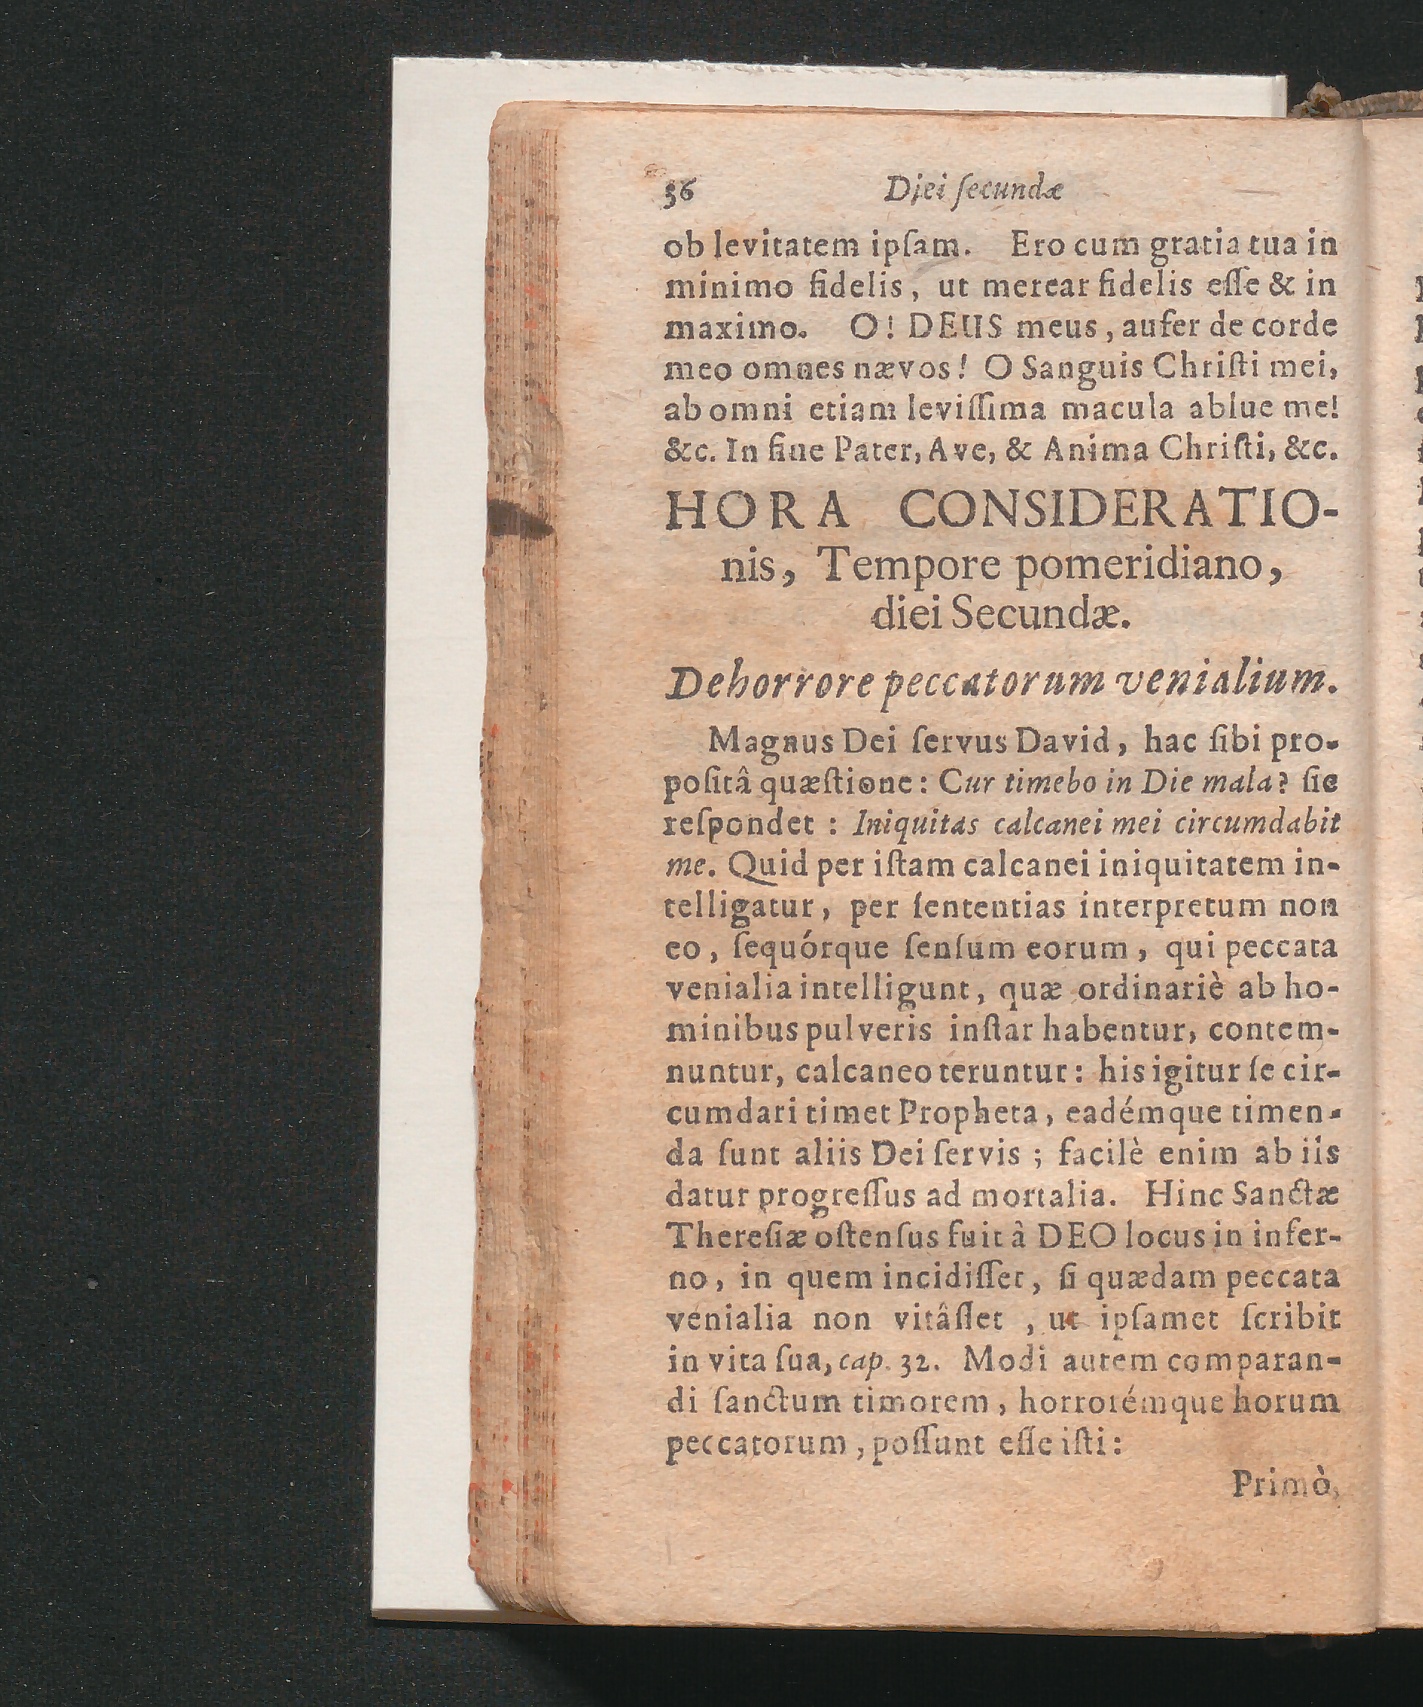 36 Diei ſecundæ
ob levitatem ipſam. Ero cum gratia tua in
minimo fidelis, ut merear fidelis eſſe & in
maximo. O! DEUS meus, aufer de corde
meo omnes nævos! O Sanguis Chriſti mei,
ab omni etiam leviſſima macula ablue me!
&c. In fine Pater, Ave, & Anima Chriſti, &c.
HORA CONSIDERATIO-
nis, Tempore pomeridiano,
diei Secundæ.
De horrore peccatorum venialium.
Magnus Dei ſervus David, hac ſibi pro-
poſitâ quæſtione: Cur timebo in Die mala? ſic
reſpondet : Iniquitas calcanei mei circumdabit
me. Quid per iſtam calcanei iniquitatem in-
telligatur, per ſententias interpretum non
eo, ſequórque ſenſum eorum, qui peccata
venialia intelligunt, quæ ordinariè ab ho-
minibus pulveris inſtar habentur, contem-
nuntur, calcaneo teruntur: his igitur ſe cir-
cumdari timet Propheta, eadémque timen-
da ſunt aliis Dei ſervis ; facilè enim ab iis
datur progreſſus ad mortalia. Hinc Sanctæ
Thereſiæ oſtenſus fuit â DEO locus in infer-
no, in quem incidiſſet, ſi quædam peccata
venialia non vitâſſet , ut ipſamet ſcribit
in vita ſua, cap. 32. Modi autem comparan-
di ſanctum timorem, horrorémque horum
peccatorum, poſſunt eſſe iſti:
Primò,